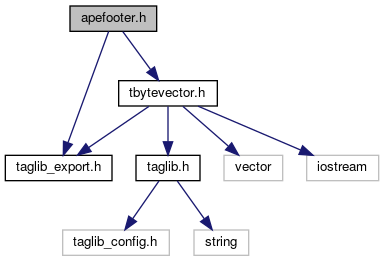 apefooter.h
tbytevector.h
taglib_export.h
taglib.h
vector
iostream
taglib_config.h
string